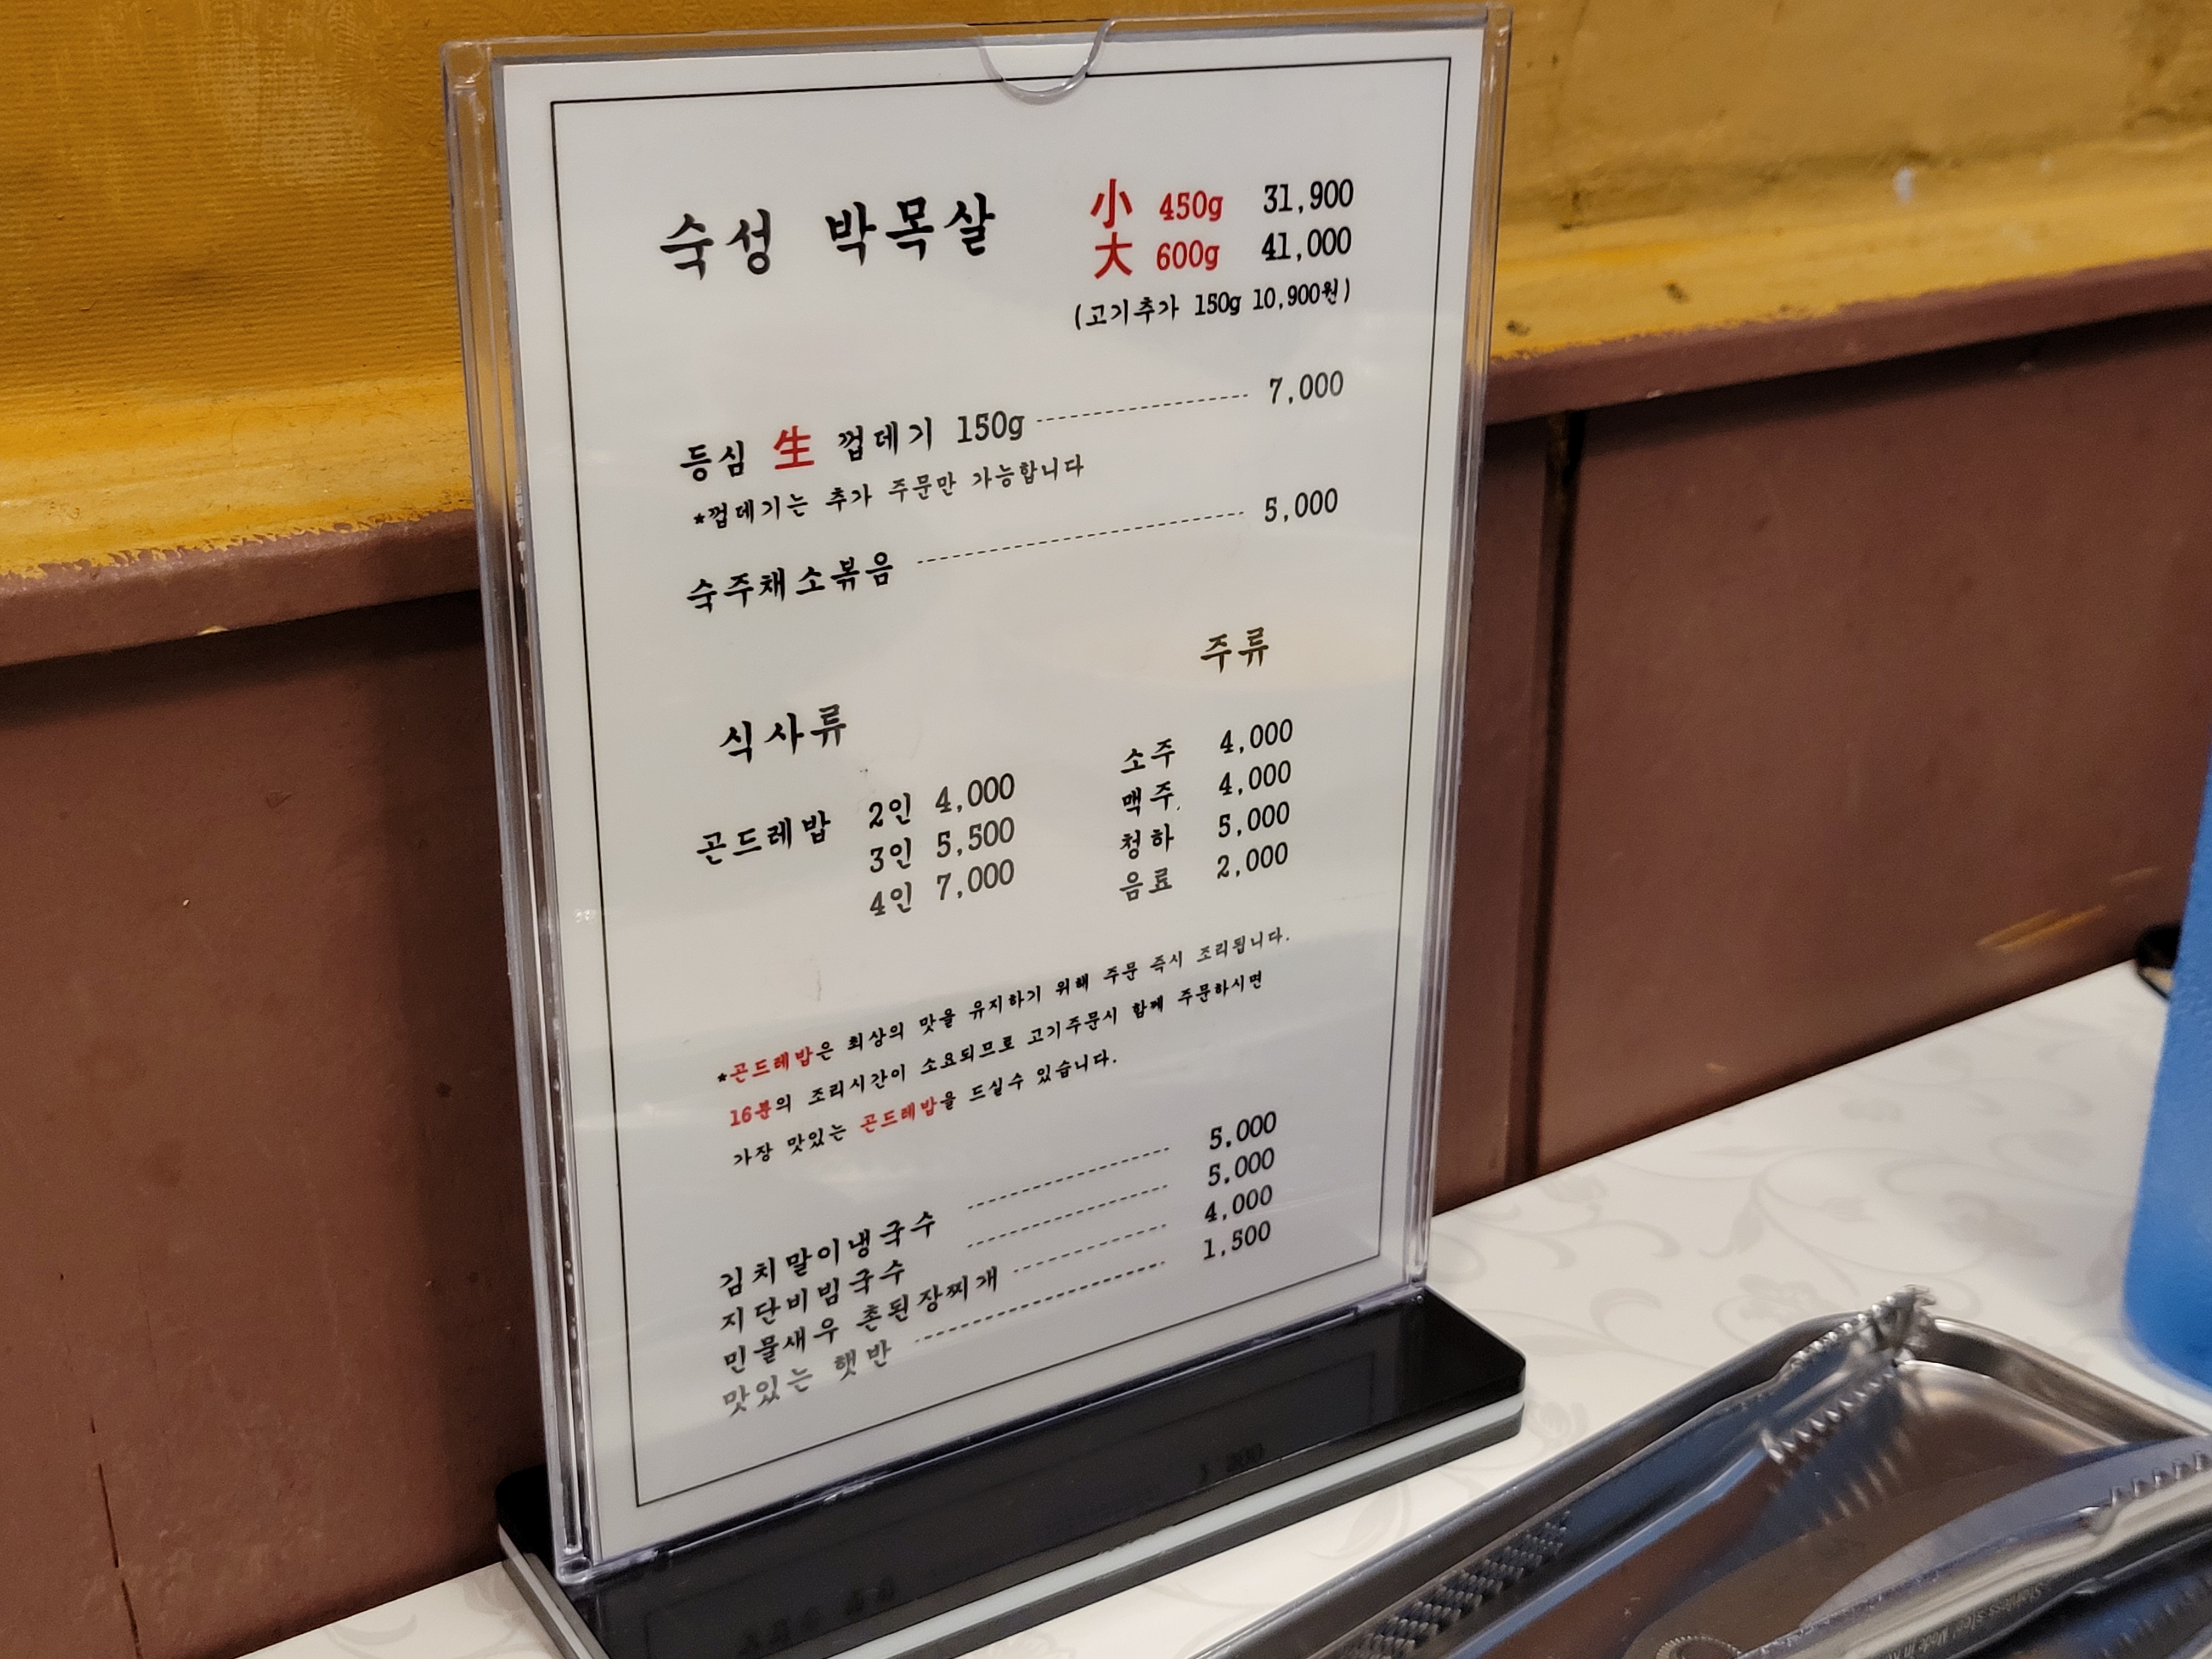 숙성 박목살 小 450g 31,900
大 600g 41,000
(고기추가 150g 10,900원)
등심 生 껍데기 150g 7,000
*껍데기는 추가 주문만 가능합니다
숙주채소볶음 5,000
식사류
곤드레밥 2인 4,000
3인 5,500
4인 7,000
주류
소주 4,000
맥주 4,000
청하 5,000
음료 2,000
*곤드레밥은 최상의 맛을 유지하기 위해 주문 즉시 조리됩니다.
16분의 조리시간이 소요되므로 고기주문시 함께 주문하시면
가장 맛있는 곤드레밥을 드실수 있습니다.
김치말이냉국수 5,000
지단비빔국수 5,000
민물새우 촌된장찌개 4,000
맛있는 햇반 1,500